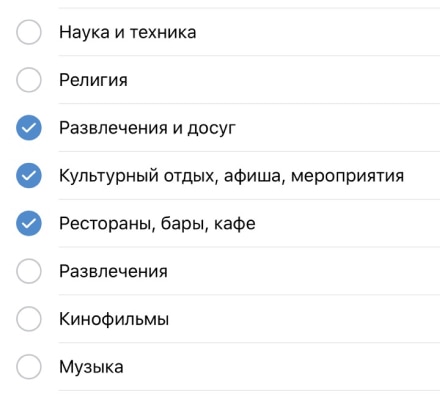 Наука и техника
Религия
Развлечения и досуг
Культурный отдых, афиша, мероприятия
Рестораны, бары, кафе
Развлечения
Кинофильмы
Музыка